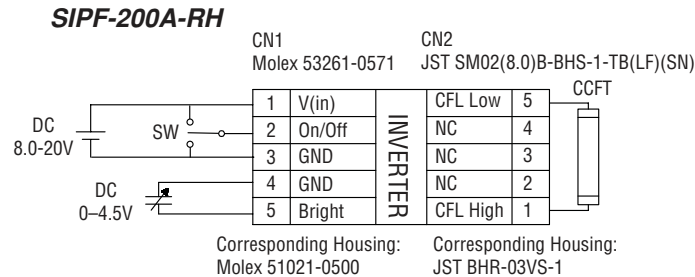 SIPF-200A-RH
CN1
Molex 53261-0571
CN2
JST SM02(8.0)B-BHS-1-TB(LF)(SN)
CCFT
DC
8.0-20V
SW
DC
0–4.5V
1 V(in)
2 On/Off
3 GND
4 GND
5 Bright
INVERTER
CFL Low 5
NC 4
NC 3
NC 2
CFL High 1
Corresponding Housing:
Molex 51021-0500
Corresponding Housing:
JST BHR-03VS-1